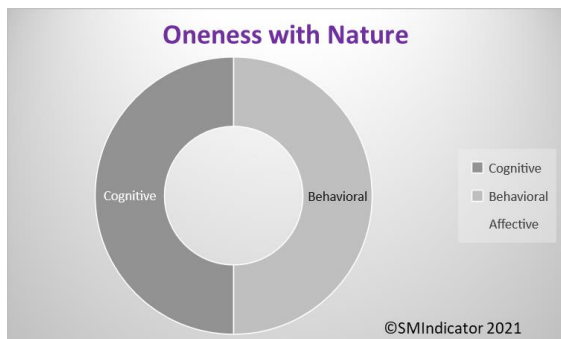 Oneness with Nature
Cognitive
Behavioral
Cognitive
Behavioral
Affective
©SMIndicator 2021